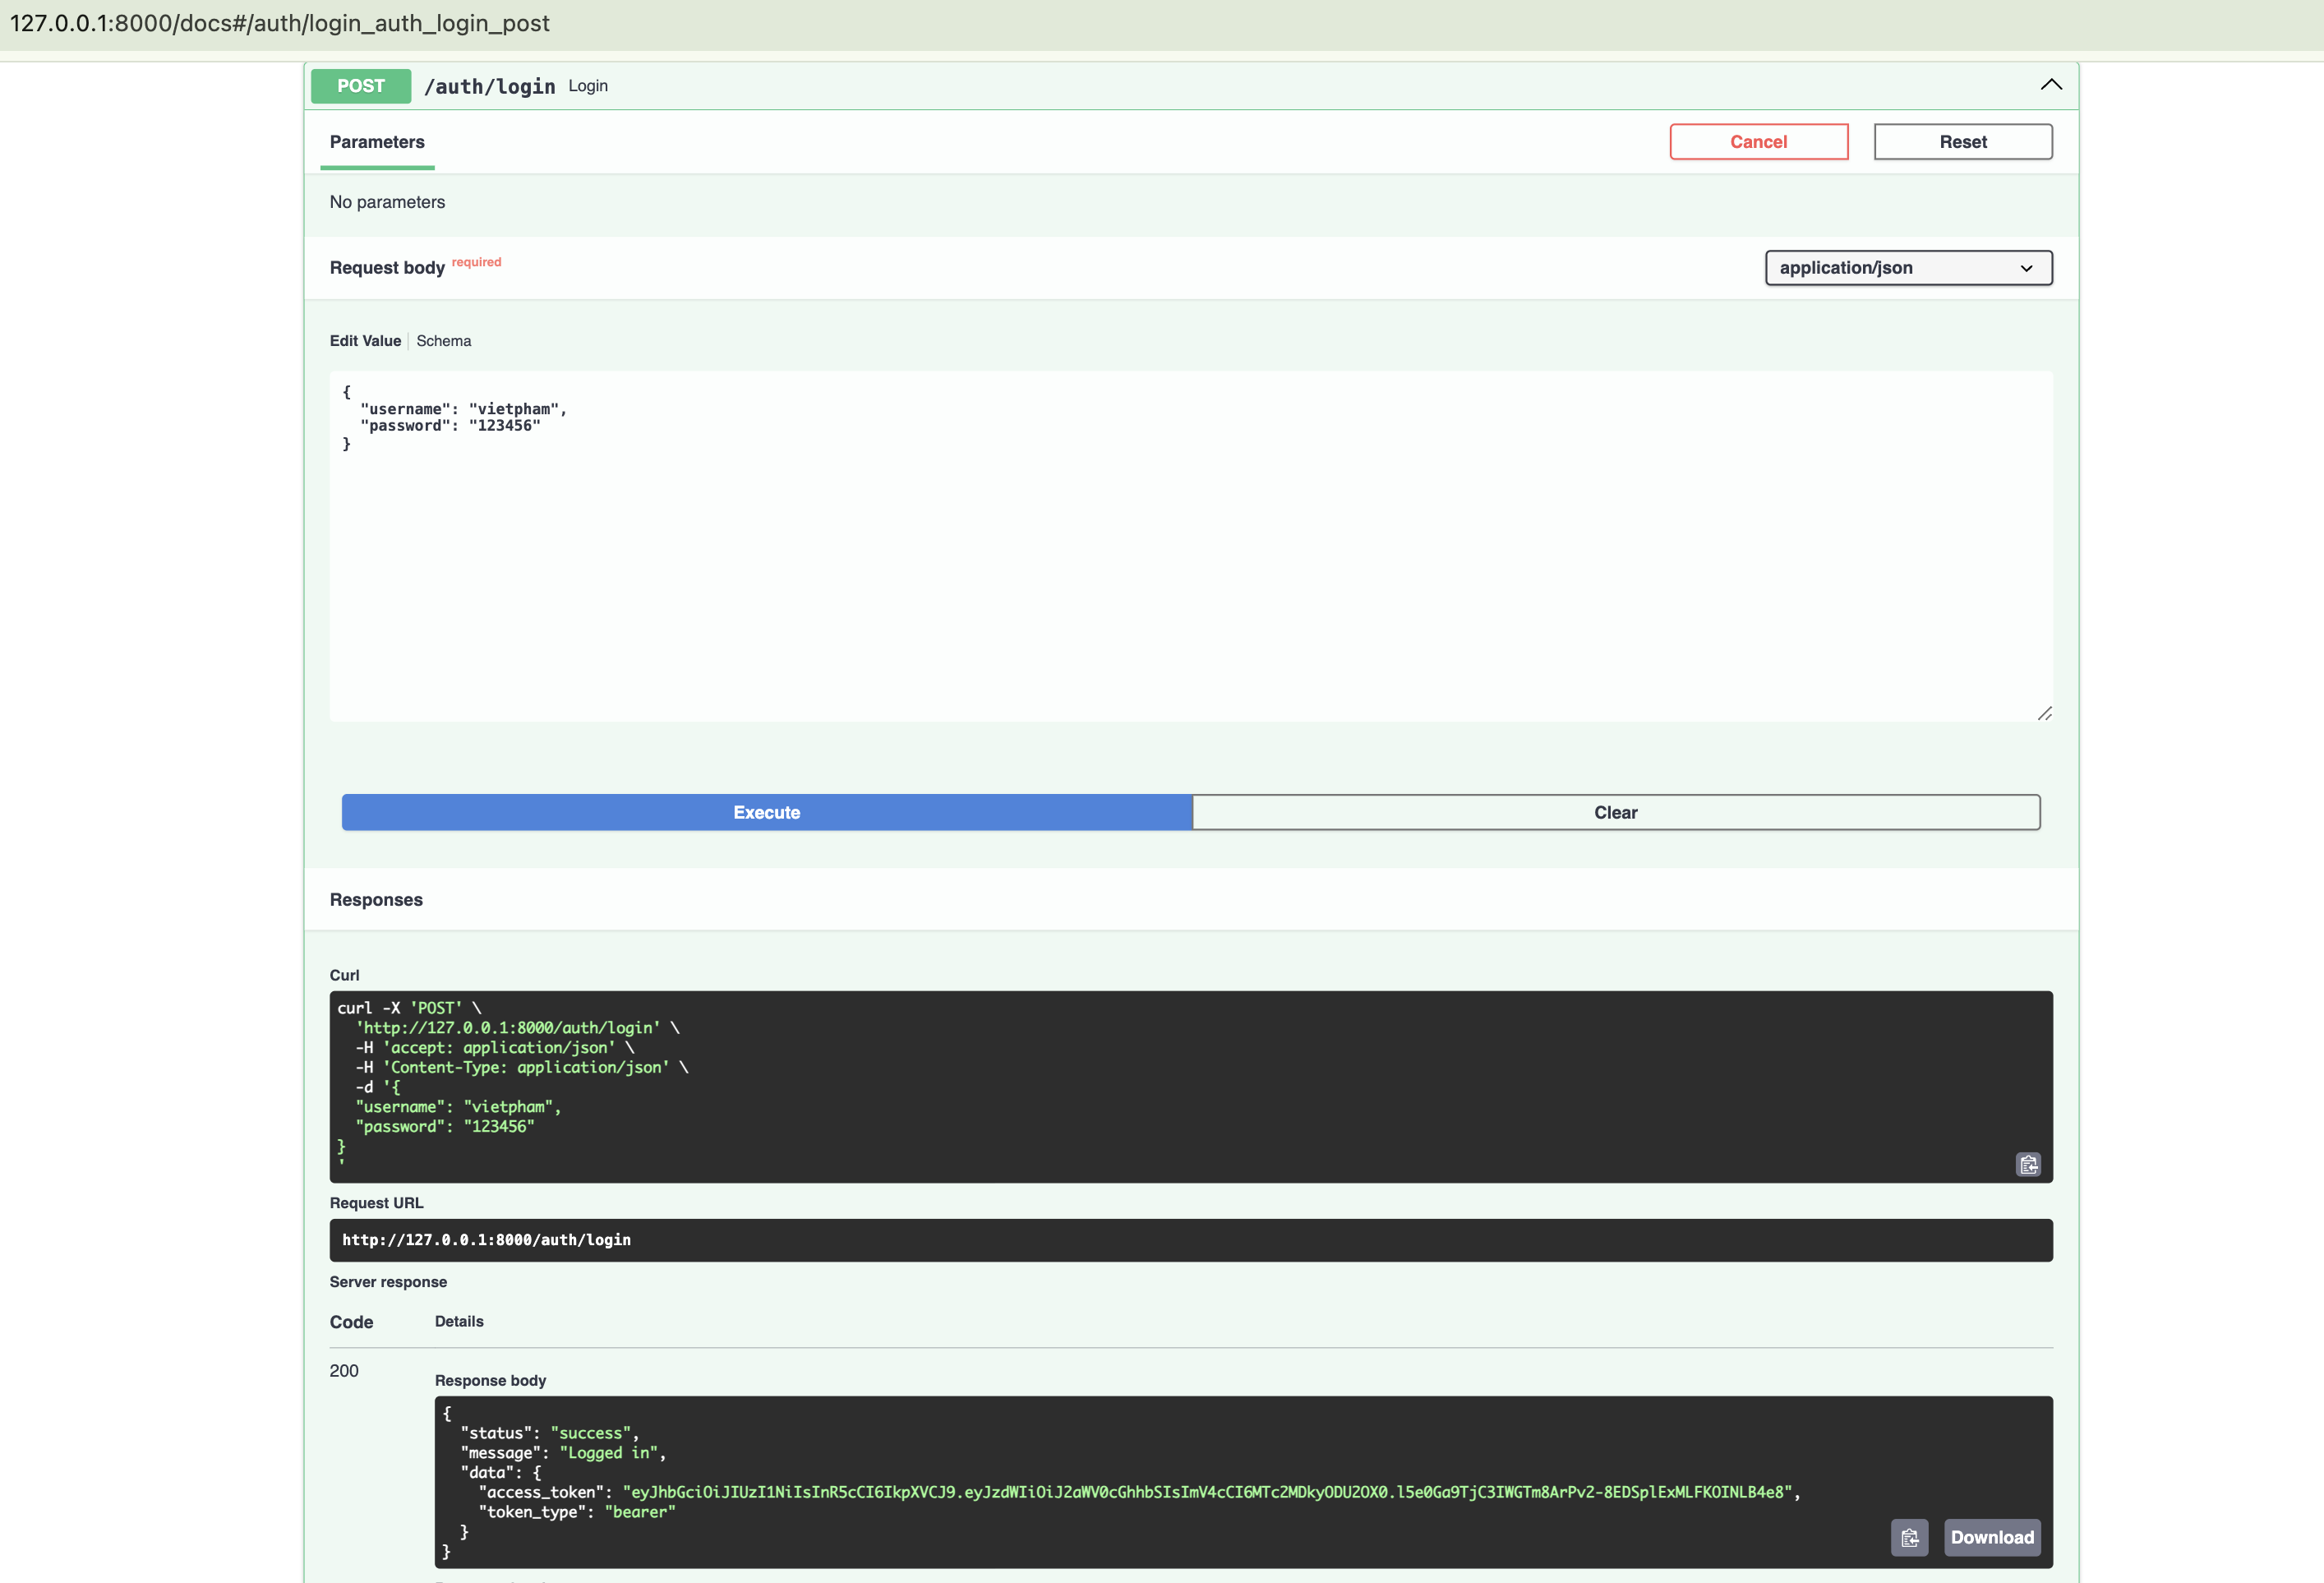 127.0.0.1:8000/docs#/auth/login_auth_login_post
POST /auth/login Login
Parameters Cancel Reset
No parameters
Request body required application/json
Edit Value Schema
{
"username": "vietpham",
"password": "123456"
}
Execute Clear
Responses
Curl
curl -X 'POST' \
'http://127.0.0.1:8000/auth/login' \
-H 'accept: application/json' \
-H 'Content-Type: application/json' \
-d '{
"username": "vietpham",
"password": "123456"
}
'
Request URL
http://127.0.0.1:8000/auth/login
Server response
Code Details
200
Response body
{
"status": "success",
"message": "Logged in",
"data": {
"access_token": "eyJhbGciOiJIUzI1NiIsInR5cCI6IkpXVCJ9.eyJzdWIiOiJ2aWV0cGhhbSIsImV4cCI6MTc2MDkyODU2OX0.l5e0Ga9TjC3IWGTm8ArPv2-8EDSplExMLFKOINLB4e8",
"token_type": "bearer"
}
}
Download